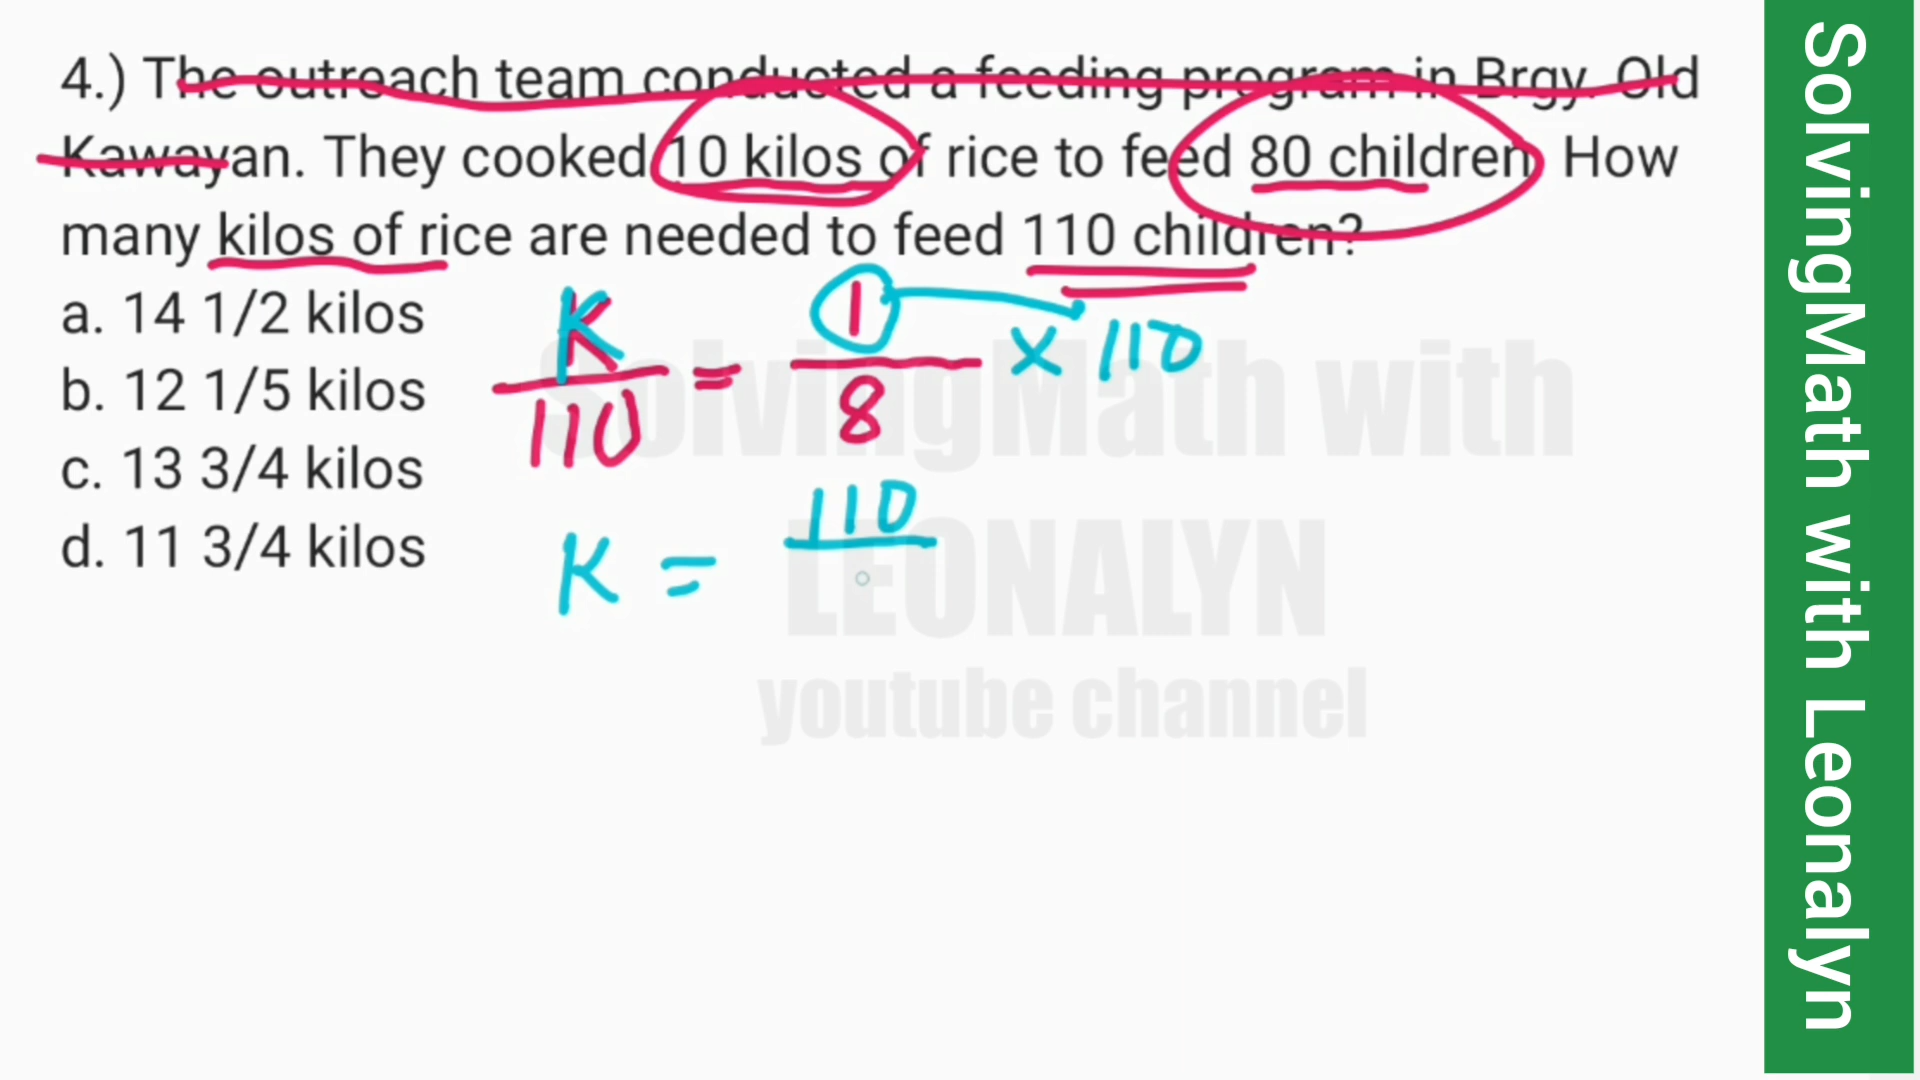 4.) The outreach team conducted a feeding program in Brgy. Old
Kawayan. They cooked 10 kilos of rice to feed 80 children. How
many kilos of rice are needed to feed 110 children?
a. 14 1/2 kilos
b. 12 1/5 kilos
c. 13 3/4 kilos
d. 11 3/4 kilos
K = 1 x 110
110 8
K = 110
SolvingMath with
LEONALYN
youtube channel
SolvingMath with Leonalyn